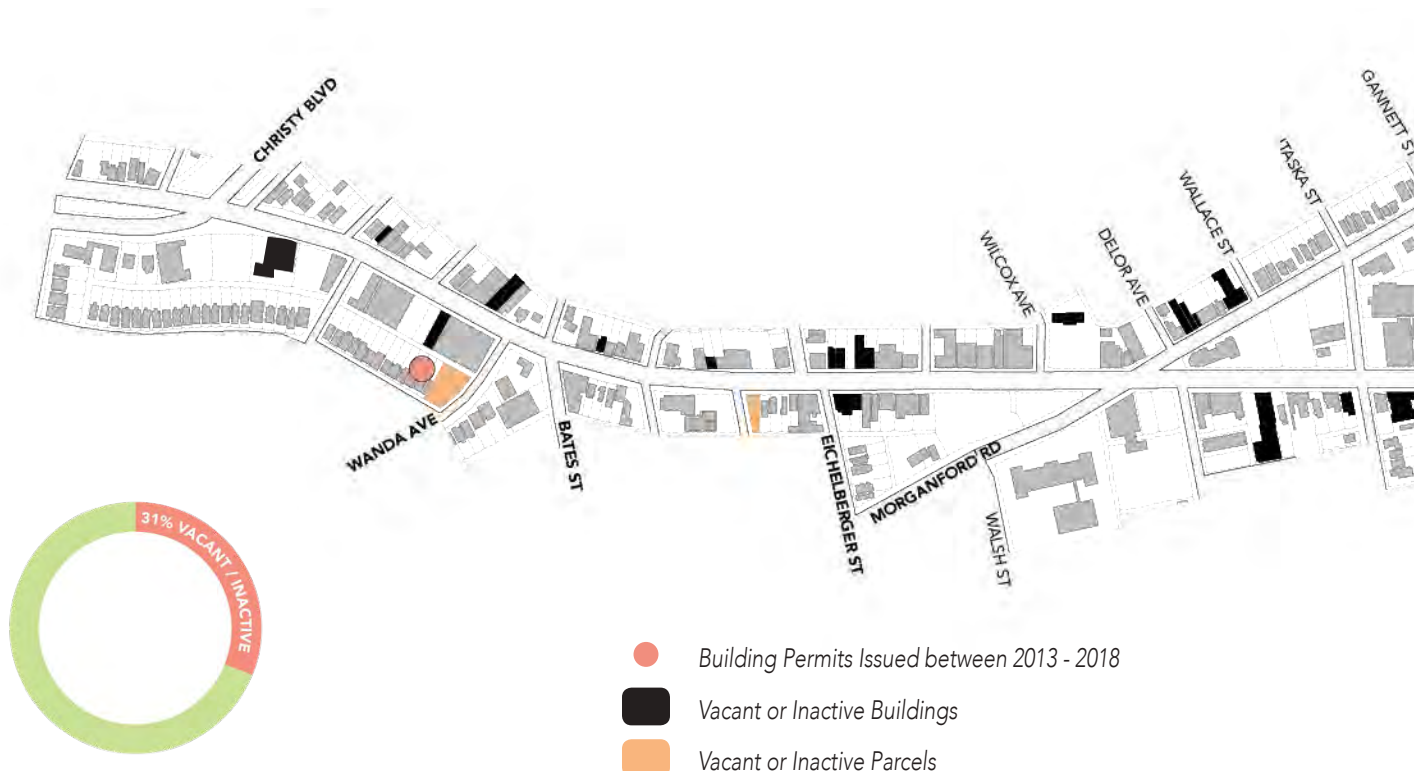 CHRISTY BLVD
GANNETT ST
ITASKA ST
WALLACE ST
DELOR AVE
WILCOX AVE
WANDA AVE
BATES ST
EICHELBERGER ST
MORGANFORD RD
WALSH ST
31% VACANT / INACTIVE
Building Permits Issued between 2013 - 2018
Vacant or Inactive Buildings
Vacant or Inactive Parcels